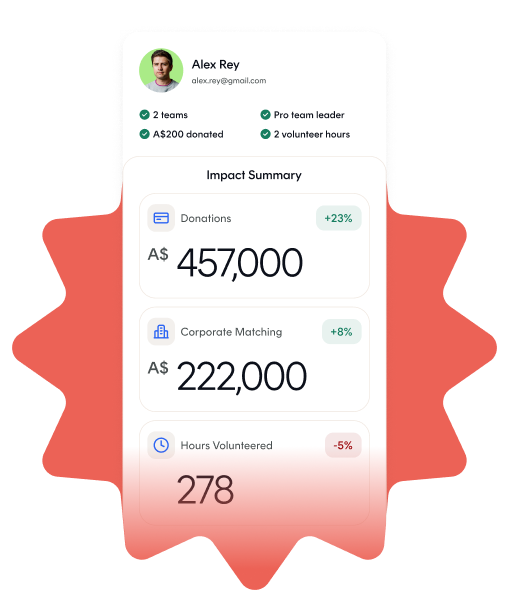 Alex Rey
alex.rey@gmail.com
2 teams
Pro team leader
A$200 donated
2 volunteer hours
Impact Summary
Donations
+23%
A$ 457,000
Corporate Matching
+8%
A$ 222,000
Hours Volunteered
-5%
278